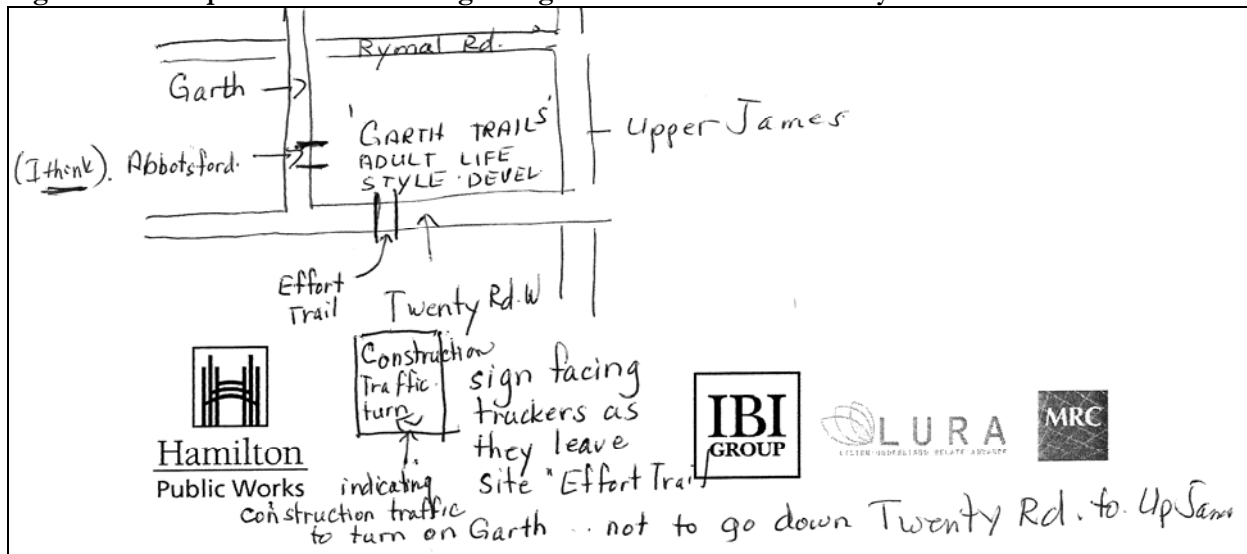 Rymal Rd.
Garth
'GARTH TRAILS'
ADULT LIFE
STYLE DEVEL.
Upper James
(I think). Abbotsford.
Effort
Trail
Twenty Rd. W
Construction
Traffic
turn
sign facing
truckers as
they leave
site "Effort Trail
indicating
construction traffic
to turn on Garth .. not to go down Twenty Rd. to Up James
Hamilton
Public Works
IBI
GROUP
LURA
MRC